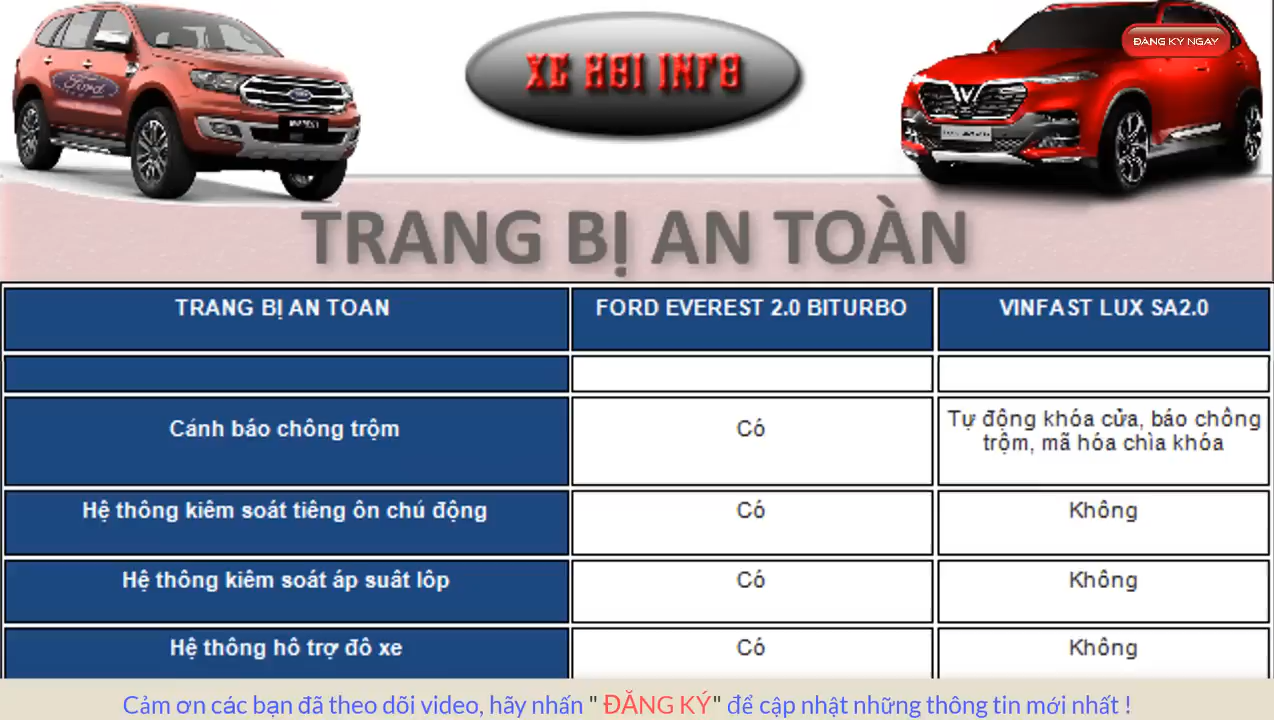 XE HƠI INFO
ĐĂNG KÝ NGAY
Ford
TRANG BỊ AN TOÀN
TRANG BỊ AN TOAN
FORD EVEREST 2.0 BITURBO
VINFAST LUX SA2.0
Cánh báo chông trộm
Có
Tự động khóa cửa, báo chông
trộm, mã hóa chìa khóa
Hệ thông kiêm soát tiêng ôn chú động
Có
Không
Hệ thông kiêm soát áp suât lôp
Có
Không
Hệ thông hô trợ đô xe
Có
Không
Cảm ơn các bạn đã theo dõi video, hãy nhấn " ĐĂNG KÝ" để cập nhật những thông tin mới nhất !